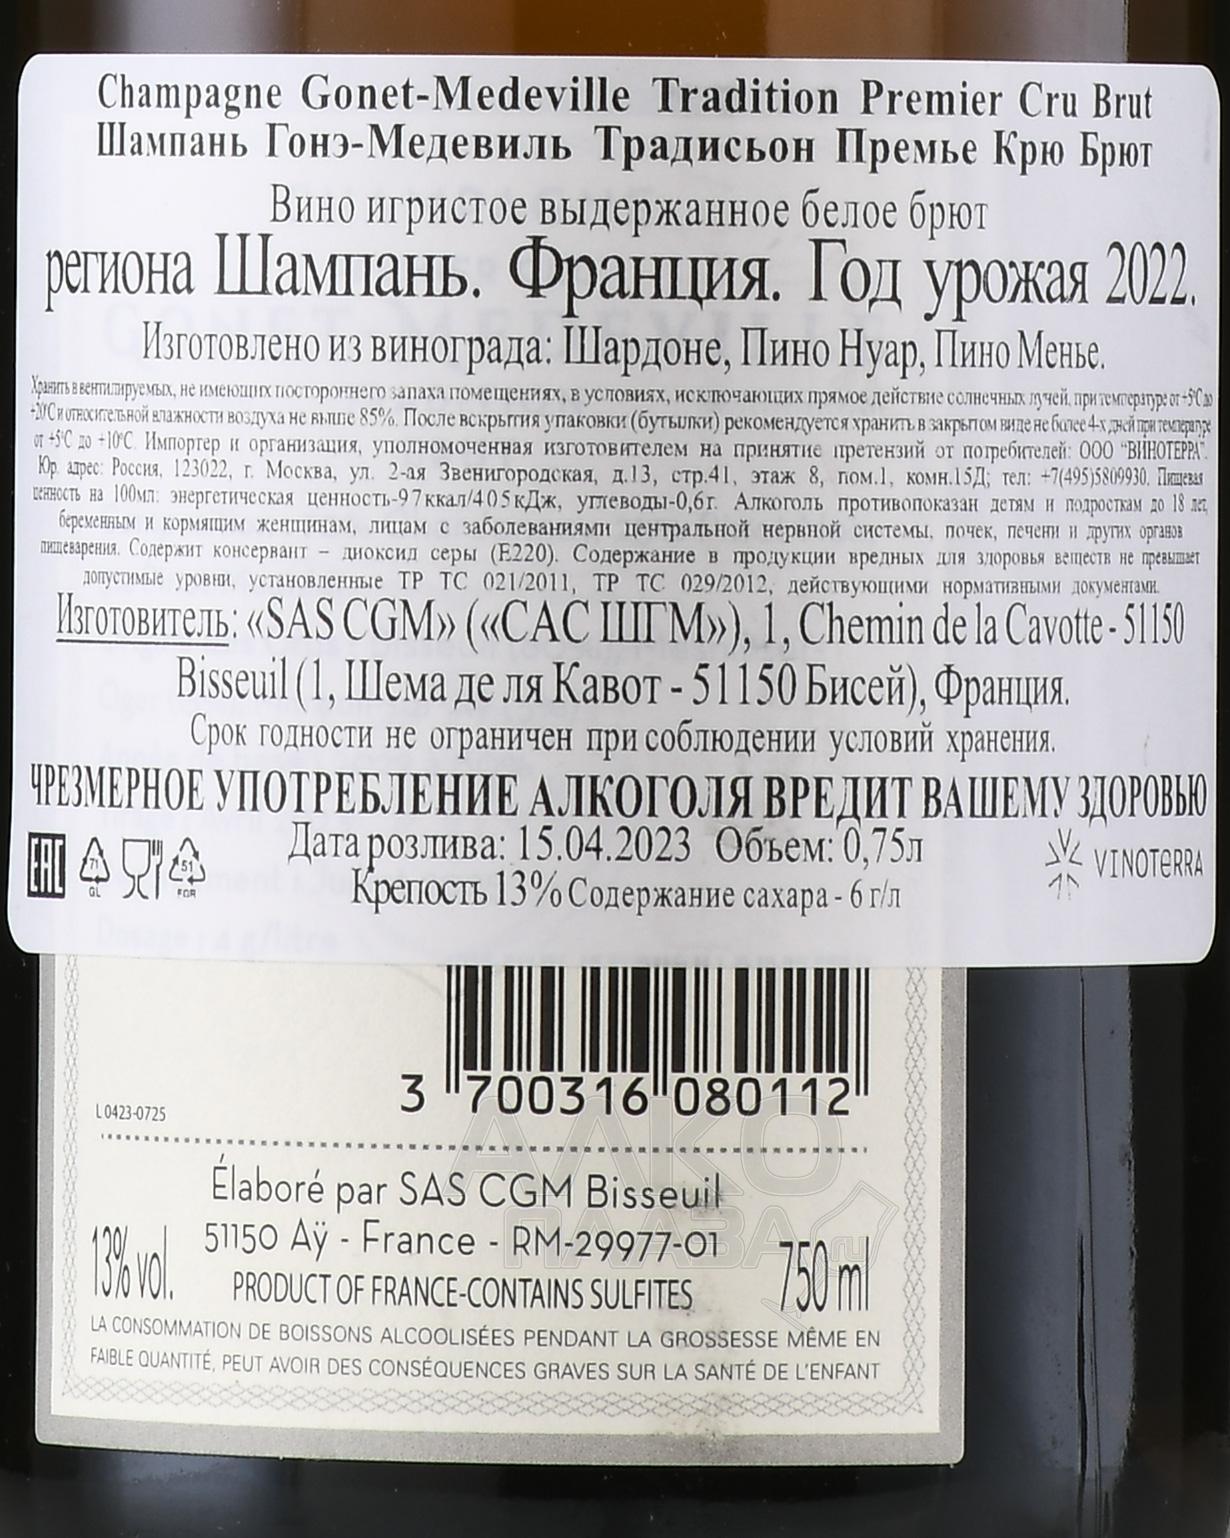 Champagne Gonet-Medeville Tradition Premier Cru Brut
Шампань Гонэ-Медевиль Традисьон Премье Крю Брют
Вино игристое выдержанное белое брют
региона Шампань. Франция. Год урожая 2022.
Изготовлено из винограда: Шардоне, Пино Нуар, Пино Менье.
Хранить в вентилируемых, не имеющих постороннего запаха помещениях, в условиях, исключающих прямое действие солнечных лучей, при температуре от +5°С до
+20°С и относительной влажности воздуха не выше 85%. После вскрытия упаковки (бутылки) рекомендуется хранить в закрытом виде не более 4-х дней при температуре
от +5°С до +10°С. Импортер и организация, уполномоченная изготовителем на принятие претензий от потребителей: ООО "ВИНОТЕРРА".
Юр. адрес: Россия, 123022, г. Москва, ул. 2-ая Звенигородская, д.13, стр.41, этаж 8, пом.1, комн.15Д; тел: +7(495)5809930. Пищевая
ценность на 100мл: энергетическая ценность-97ккал/405кДж, углеводы-0,6г. Алкоголь противопоказан детям и подросткам до 18 лет,
беременным и кормящим женщинам, лицам с заболеваниями центральной нервной системы, почек, печени и других органов
пищеварения. Содержит консервант – диоксид серы (Е220). Содержание в продукции вредных для здоровья веществ не превышает
допустимые уровни, установленные ТР ТС 021/2011, ТР ТС 029/2012, действующими нормативными документами.
Изготовитель: «SAS CGM» («САС ШГМ»), 1, Chemin de la Cavotte - 51150
Bisseuil (1, Шема де ля Кавот - 51150 Бисей), Франция.
Срок годности не ограничен при соблюдении условий хранения.
ЧРЕЗМЕРНОЕ УПОТРЕБЛЕНИЕ АЛКОГОЛЯ ВРЕДИТ ВАШЕМУ ЗДОРОВЬЮ
Дата розлива: 15.04.2023 Объем: 0,75л
Крепость 13% Содержание сахара - 6 г/л
EAC
71
GL
51
FOR
VINOTERRA
Dosage : 4 g/litre
3 700316 080112
L 0423-0725
Élaboré par SAS CGM Bisseuil
51150 Aÿ - France - RM-29977-01
13% vol.
750 ml
PRODUCT OF FRANCE-CONTAINS SULFITES
LA CONSOMMATION DE BOISSONS ALCOOLISÉES PENDANT LA GROSSESSE MÊME EN
FAIBLE QUANTITÉ, PEUT AVOIR DES CONSÉQUENCES GRAVES SUR LA SANTÉ DE L'ENFANT
АЛКО
ПЛАЗА
.ru